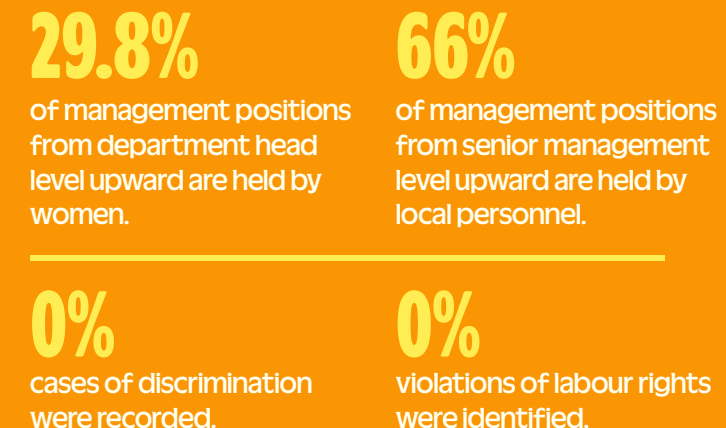 29.8%
of management positions
from department head
level upward are held by
women.
66%
of management positions
from senior management
level upward are held by
local personnel.
0%
cases of discrimination
were recorded.
0%
violations of labour rights
were identified.